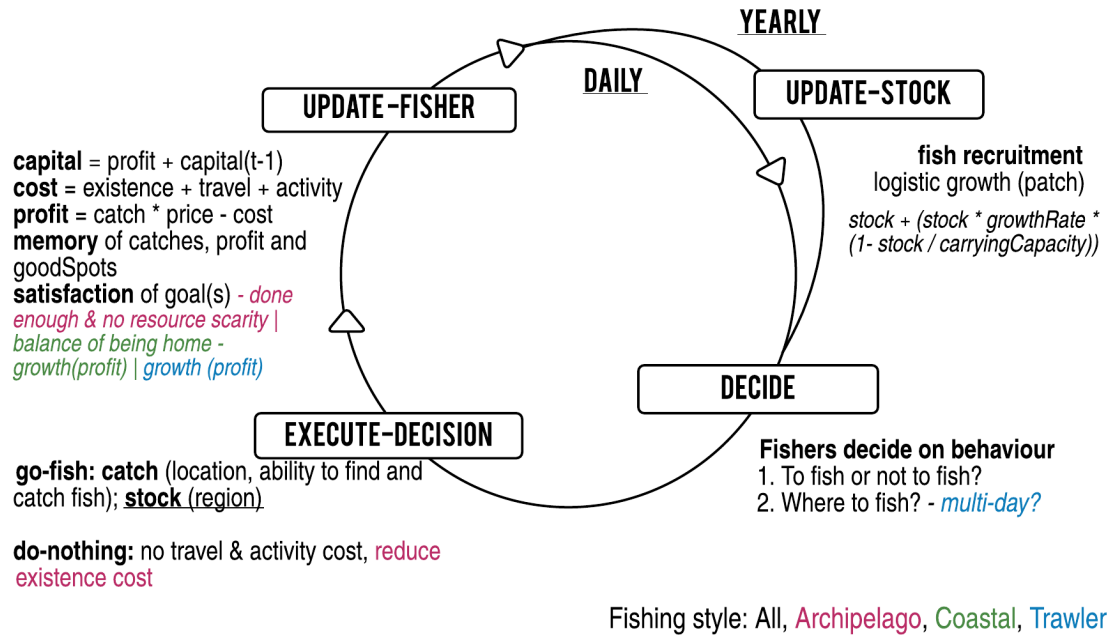 YEARLY
DAILY
UPDATE-FISHER
UPDATE-STOCK
capital = profit + capital(t-1)
cost = existence + travel + activity
profit = catch * price - cost
memory of catches, profit and
goodSpots
satisfaction of goal(s) - done
enough & no resource scarity |
balance of being home -
growth(profit) | growth (profit)
fish recruitment
logistic growth (patch)
stock + (stock * growthRate *
(1- stock / carryingCapacity))
DECIDE
EXECUTE-DECISION
Fishers decide on behaviour
1. To fish or not to fish?
2. Where to fish? - multi-day?
go-fish: catch (location, ability to find and
catch fish); stock (region)
do-nothing: no travel & activity cost, reduce
existence cost
Fishing style: All, Archipelago, Coastal, Trawler